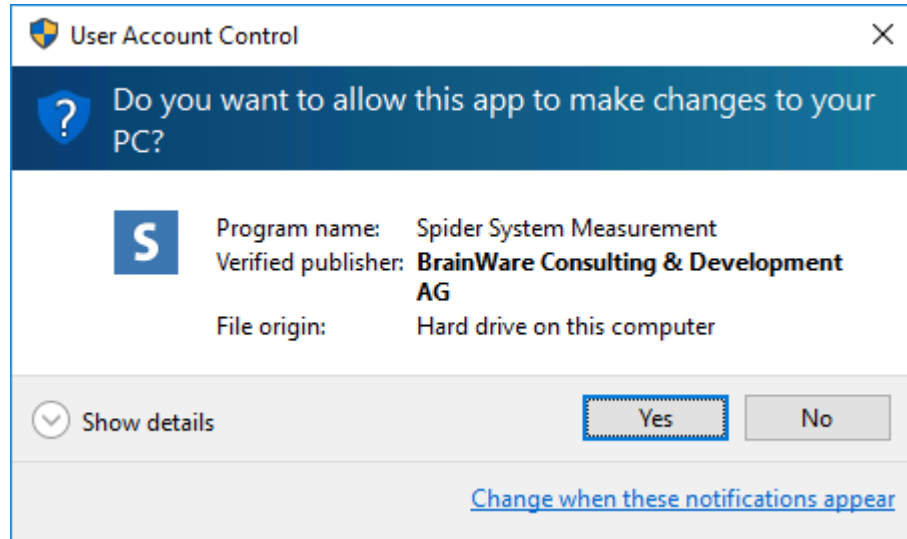 User Account Control
Do you want to allow this app to make changes to your
PC?
S
Program name: Spider System Measurement
Verified publisher: BrainWare Consulting & Development
AG
File origin: Hard drive on this computer
Show details
Yes No
Change when these notifications appear